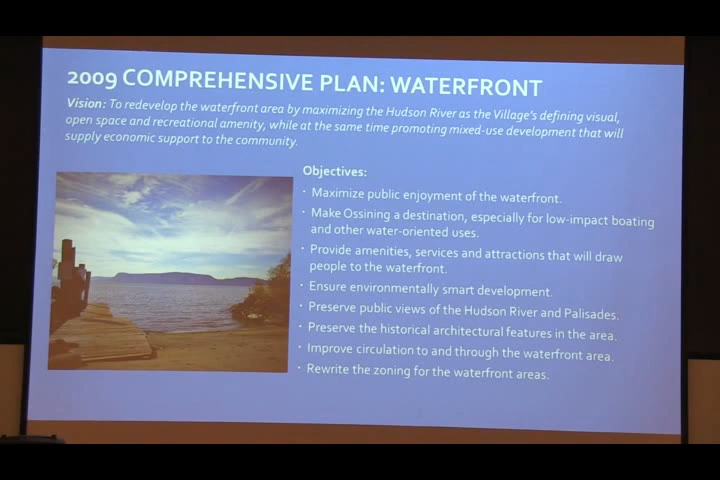 2009 COMPREHENSIVE PLAN: WATERFRONT
Vision: To redevelop the waterfront area by maximizing the Hudson River as the Village's defining visual,
open space and recreational amenity, while at the same time promoting mixed-use development that will
supply economic support to the community.
Objectives:
· Maximize public enjoyment of the waterfront.
· Make Ossining a destination, especially for low-impact boating
and other water-oriented uses.
· Provide amenities, services and attractions that will draw
people to the waterfront.
· Ensure environmentally smart development.
· Preserve public views of the Hudson River and Palisades.
· Preserve the historical architectural features in the area.
· Improve circulation to and through the waterfront area.
· Rewrite the zoning for the waterfront areas.